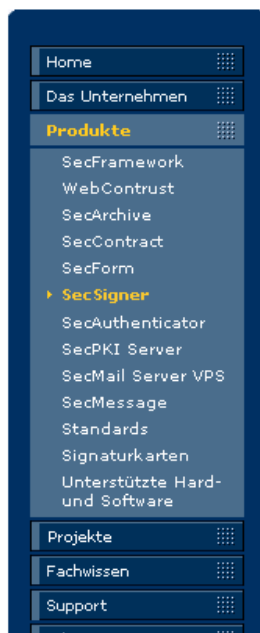 Home
Das Unternehmen
Produkte
SecFramework
WebContrust
SecArchive
SecContract
SecForm
SecSigner
SecAuthenticator
SecPKI Server
SecMail Server VPS
SecMessage
Standards
Signaturkarten
Unterstützte Hard-
und Software
Projekte
Fachwissen
Support